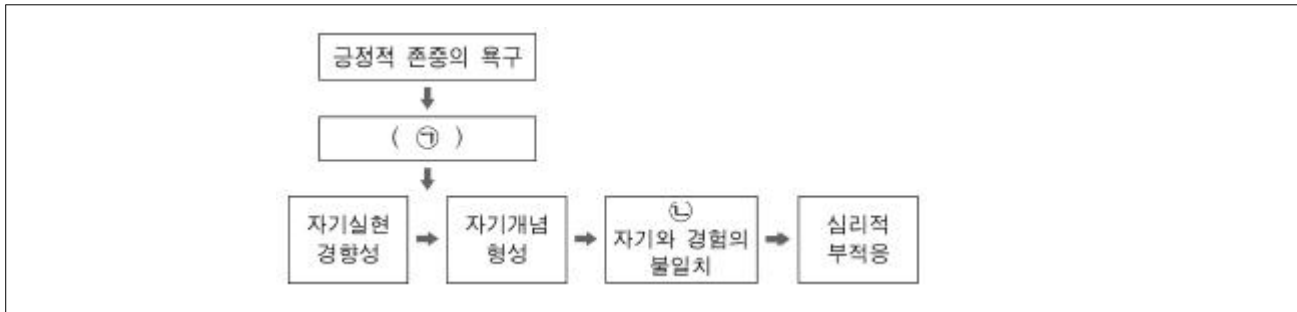 긍정적 존중의 욕구
( ㉠ )
자기실현
경향성
자기개념
형성
㉡
자기와 경험의
불일치
심리적
부적응